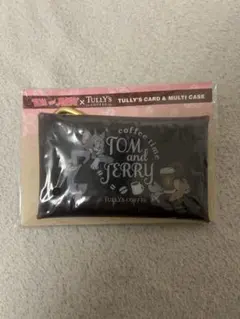 TOM and JERRY × TULLY'S COFFEE TULLY'S CARD & MULTI CASE
coffee time
TOM
and
JERRY
×
TULLY'S COFFEE